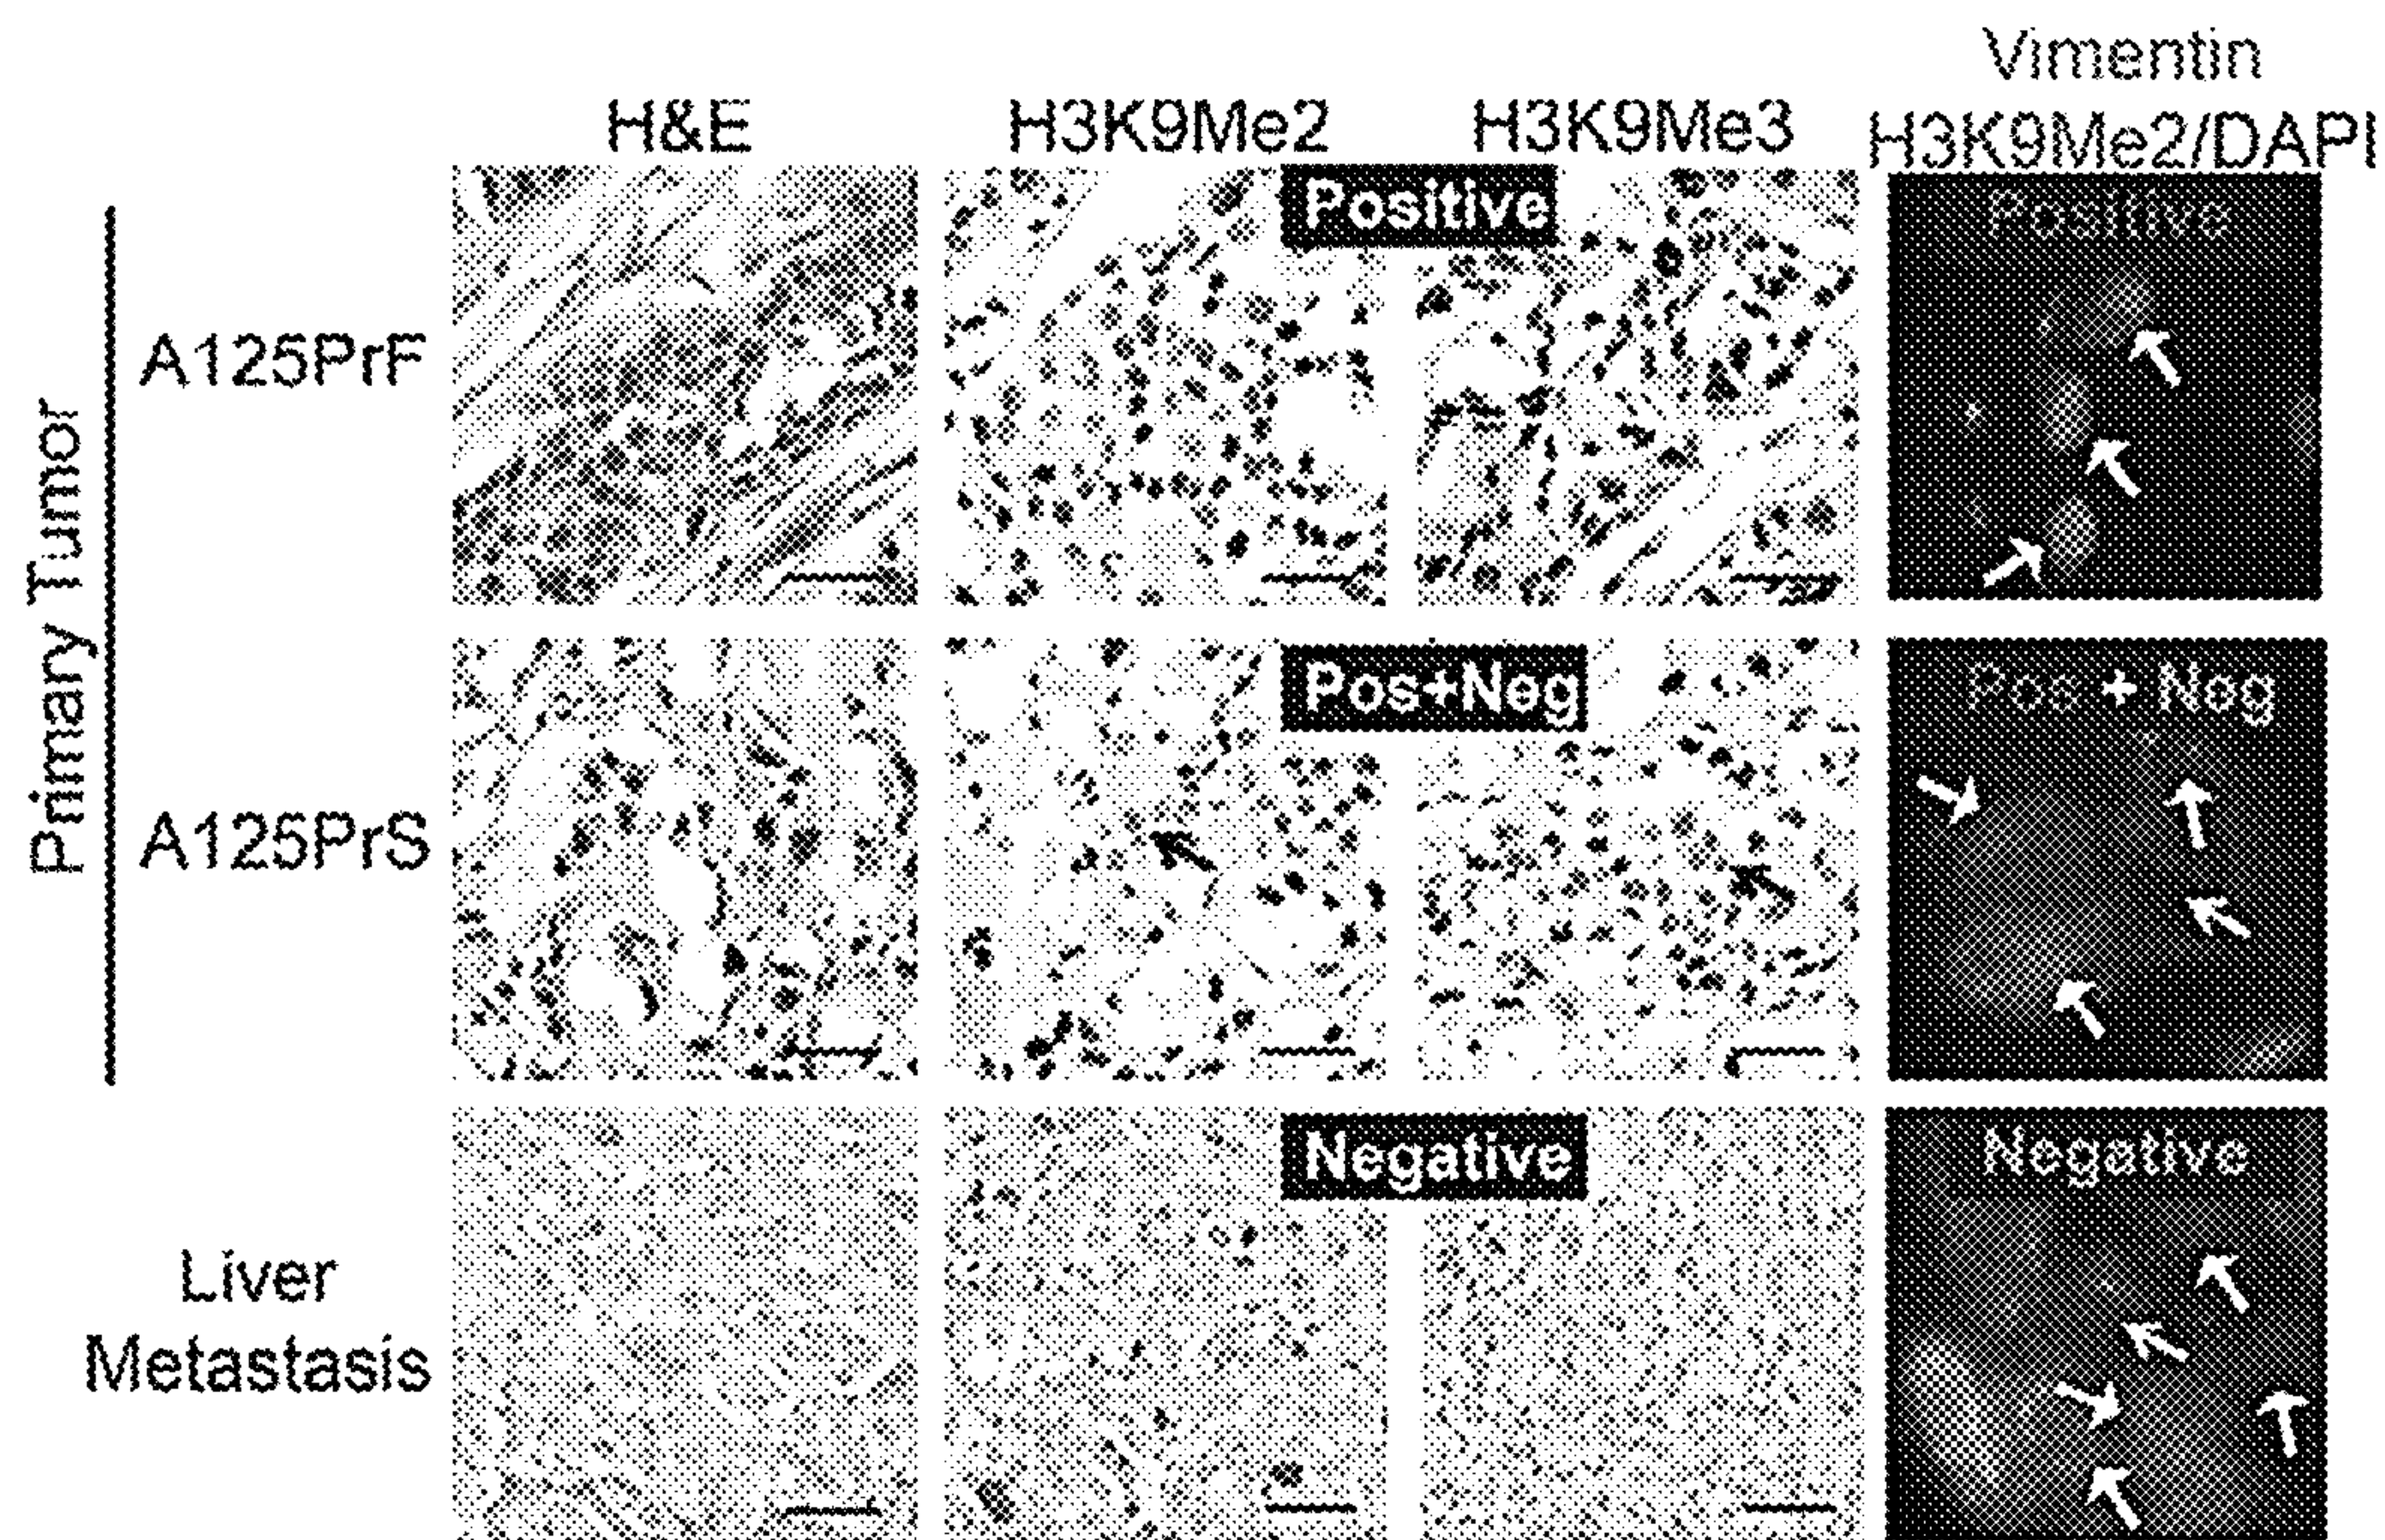 Vimentin
H&E H3K9Me2 H3K9Me3 H3K9Me2/DAPI
Primary Tumor
A125PrF
Positive
Positive
A125PrS
Pos+Neg
Pos + Neg
Liver
Metastasis
Negative
Negative